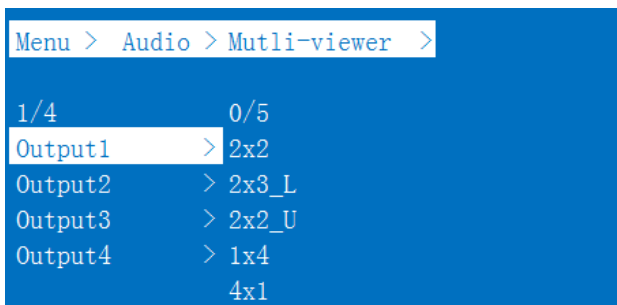 Menu > Audio > Mutli-viewer >
1/4 0/5
Output1 > 2x2
Output2 > 2x3_L
Output3 > 2x2_U
Output4 > 1x4
4x1